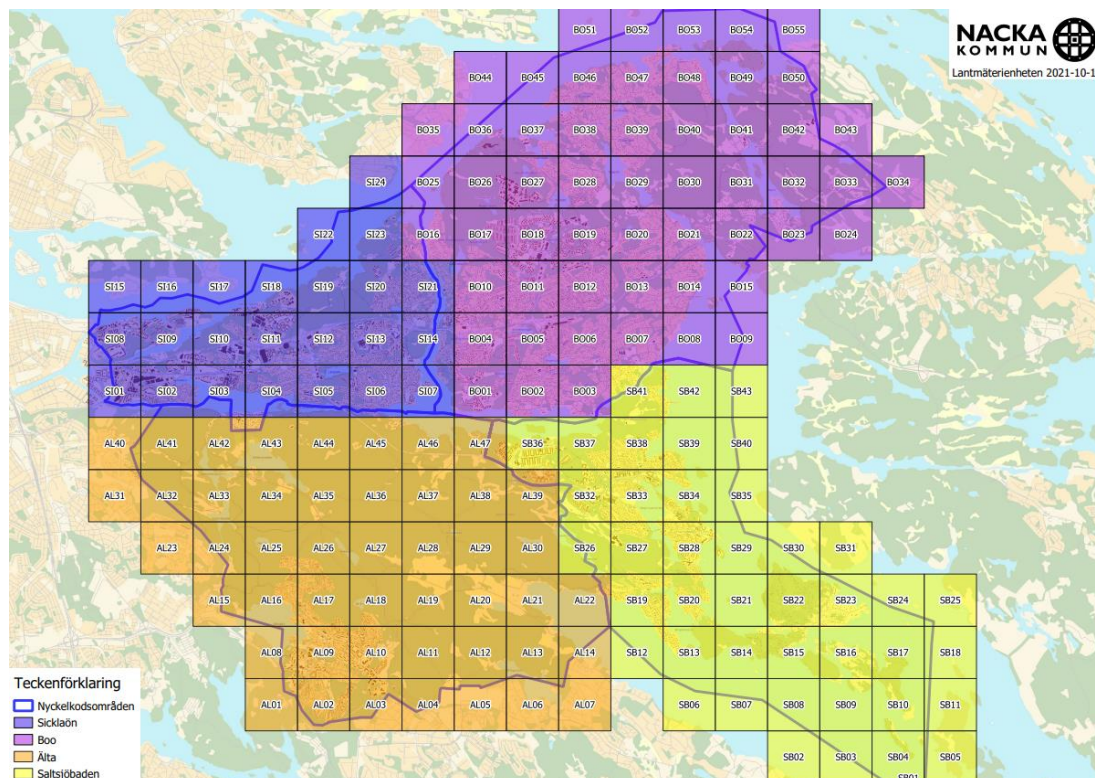 NACKA
KOMMUN
Lantmäterienheten 2021-10-1
BO51 BO52 BO53 BO54 BO55
BO44 BO45 BO46 BO47 BO48 BO49 BO50
BO35 BO36 BO37 BO38 BO39 BO40 BO41 BO42 BO43
SI24 BO25 BO26 BO27 BO28 BO29 BO30 BO31 BO32 BO33 BO34
SI22 SI23 BO16 BO17 BO18 BO19 BO20 BO21 BO22 BO23 BO24
SI15 SI16 SI17 SI18 SI19 SI20 SI21 BO10 BO11 BO12 BO13 BO14 BO15
SI08 SI09 SI10 SI11 SI12 SI13 SI14 BO04 BO05 BO06 BO07 BO08 BO09
SI01 SI02 SI03 SI04 SI05 SI06 SI07 BO01 BO02 BO03 SB41 SB42 SB43
AL40 AL41 AL42 AL43 AL44 AL45 AL46 AL47 SB36 SB37 SB38 SB39 SB40
AL31 AL32 AL33 AL34 AL35 AL36 AL37 AL38 AL39 SB32 SB33 SB34 SB35
AL23 AL24 AL25 AL26 AL27 AL28 AL29 AL30 SB26 SB27 SB28 SB29 SB30 SB31
AL15 AL16 AL17 AL18 AL19 AL20 AL21 AL22 SB19 SB20 SB21 SB22 SB23 SB24 SB25
AL08 AL09 AL10 AL11 AL12 AL13 AL14 SB12 SB13 SB14 SB15 SB16 SB17 SB18
AL01 AL02 AL03 AL04 AL05 AL06 AL07 SB06 SB07 SB08 SB09 SB10 SB11
SB02 SB03 SB04 SB05
SB01
Teckenförklaring
Nyckelkodsområden
Sicklaön
Boo
Älta
Saltsjöbaden